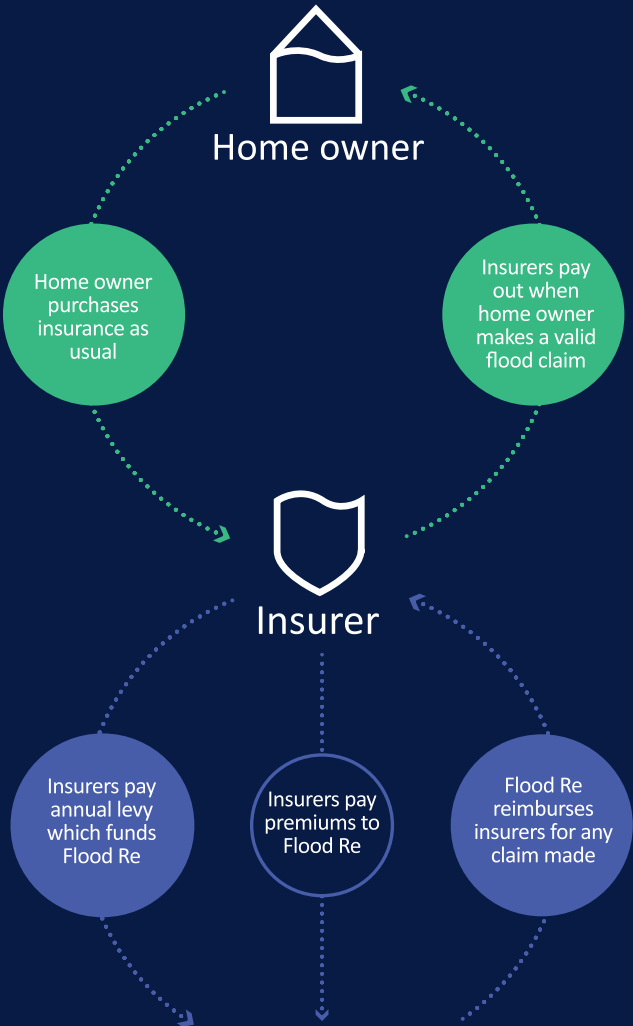 Home owner
Home owner
purchases
insurance as
usual
Insurers pay
out when
home owner
makes a valid
flood claim
Insurer
Insurers pay
annual levy
which funds
Flood Re
Insurers pay
premiums to
Flood Re
Flood Re
reimburses
insurers for any
claim made